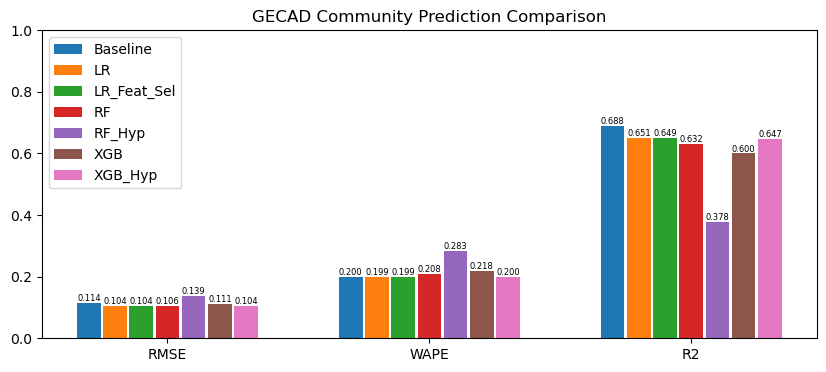 GECAD Community Prediction Comparison
1.0
0.8
0.6
0.4
0.2
0.0
Baseline
LR
LR_Feat_Sel
RF
RF_Hyp
XGB
XGB_Hyp
0.114 0.104 0.104 0.106 0.139 0.111 0.104
0.200 0.199 0.199 0.208 0.283 0.218 0.200
0.688 0.651 0.649 0.632 0.378 0.600 0.647
RMSE WAPE R2